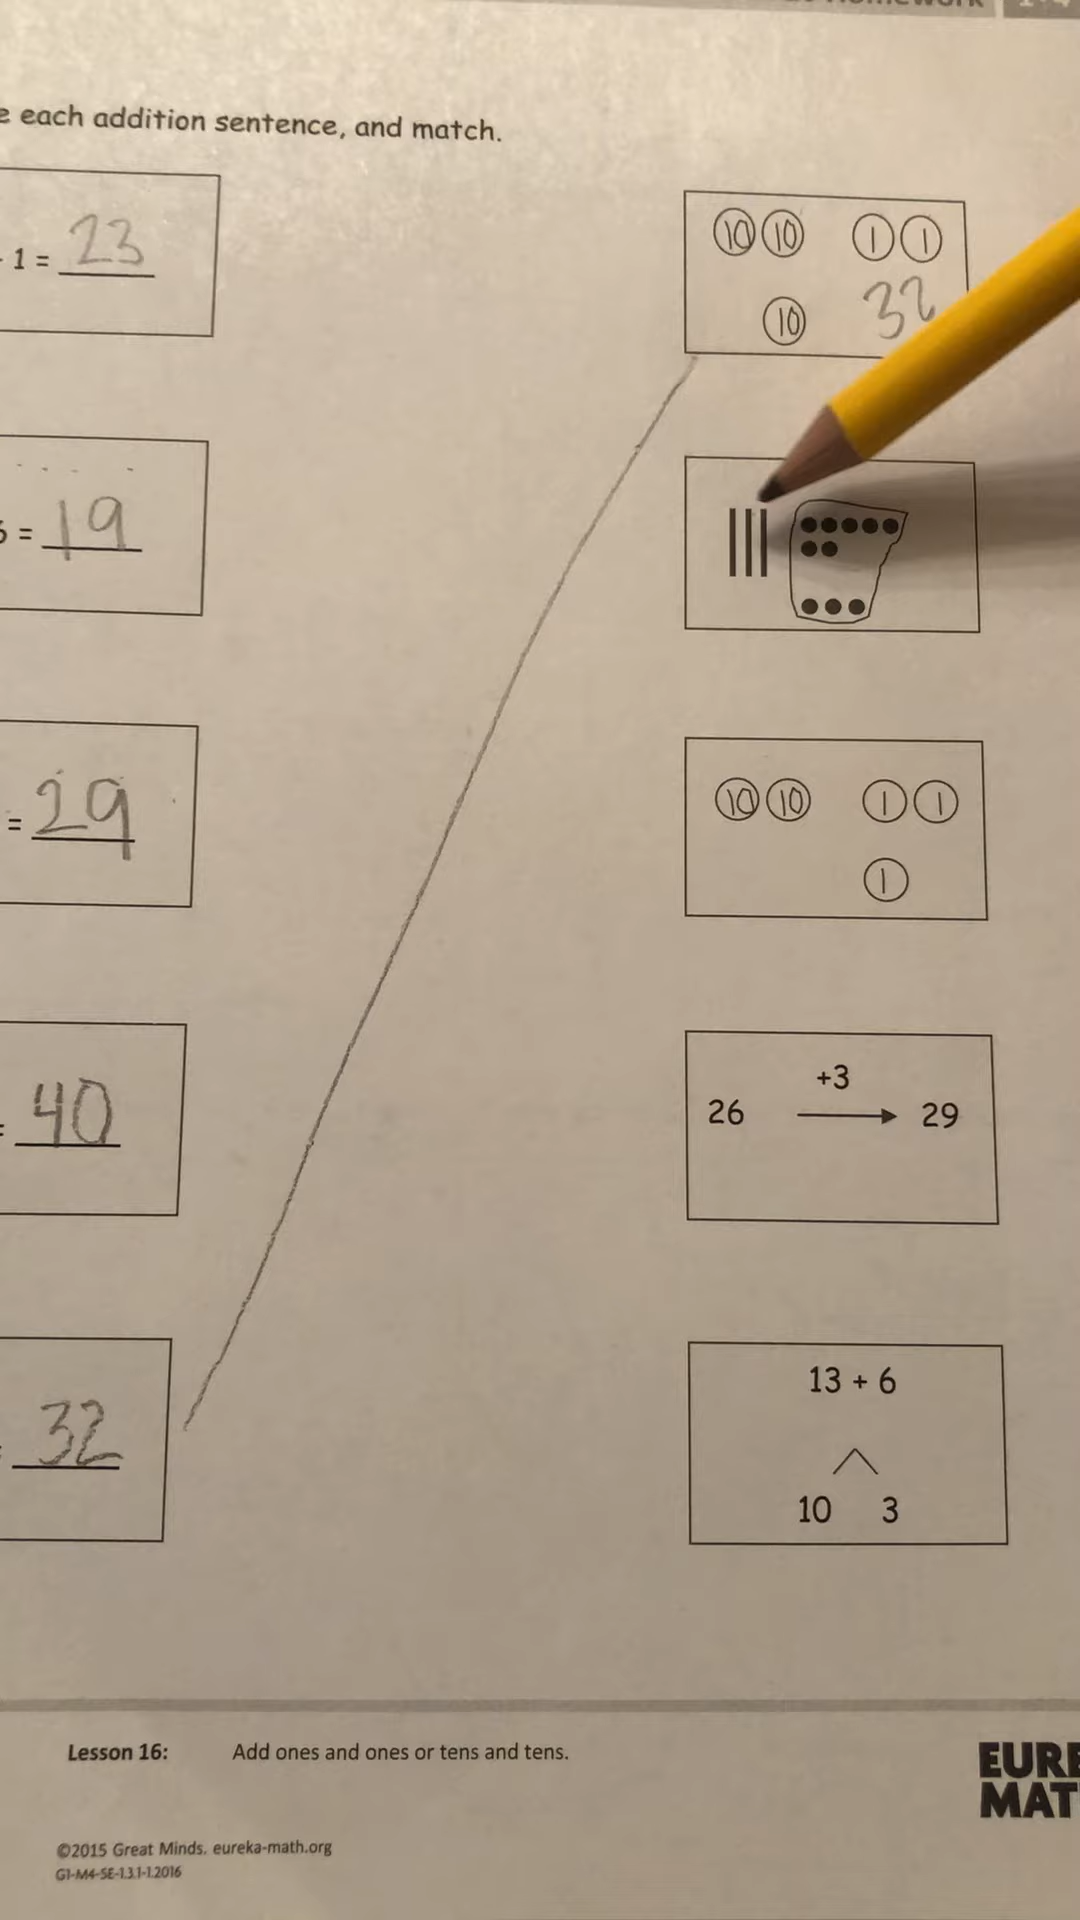 each addition sentence, and match.
1 = 23
10 10 1 1
10 32
= 19
= 29
10 10 1 1
1
40
+3
26 29
32
13 + 6
10 3
Lesson 16: Add ones and ones or tens and tens.
EURE
MAT
©2015 Great Minds. eureka-math.org
G1-M4-SE-1.3.1-1.2016